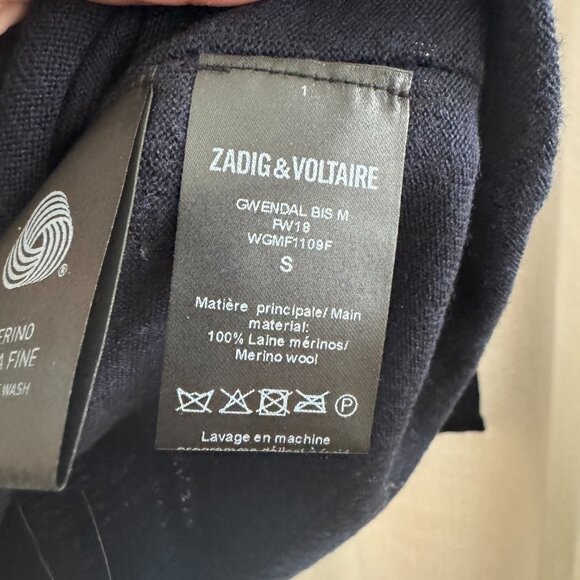 1
ZADIG&VOLTAIRE
GWENDAL BIS M
FW18
WGMF1109F
S
Matière principale/ Main
material:
100% Laine mérinos/
Merino wool
P
Lavage en machine
®
A FINE
WASH